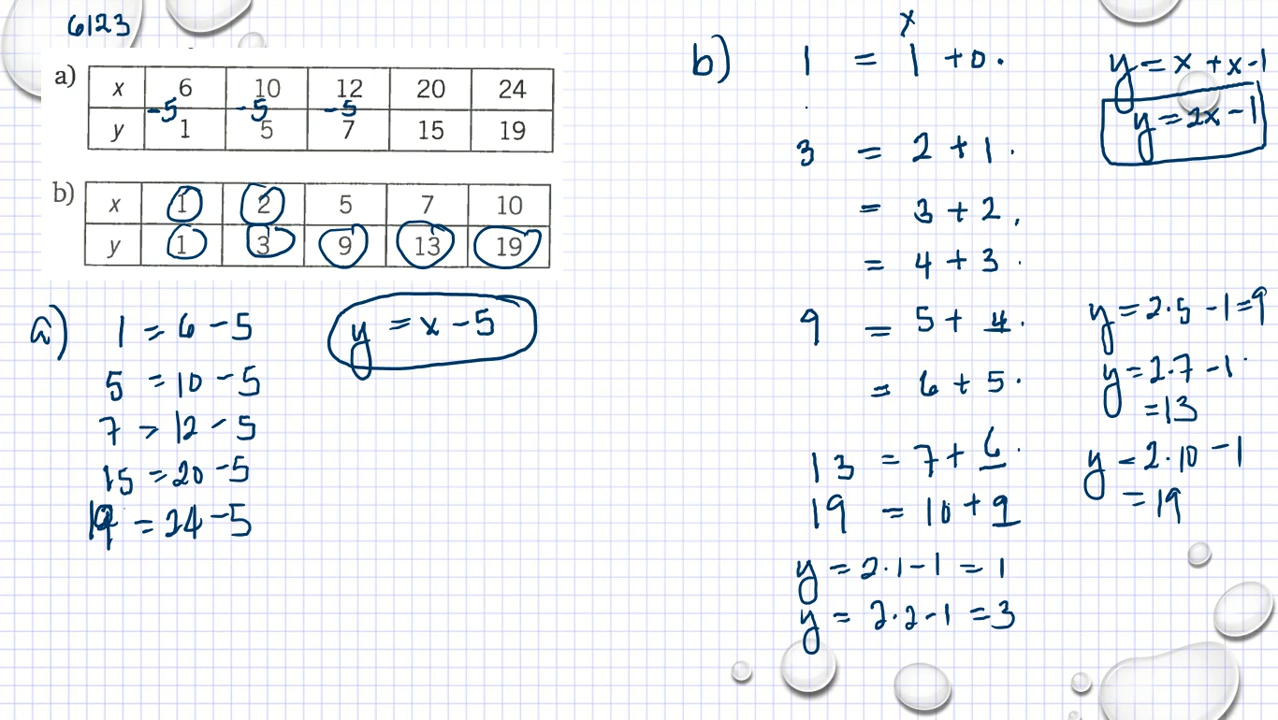 6123
a) x 6 10 12 20 24
-5 -5 -5
y 1 5 7 15 19
b) x 1 2 5 7 10
y 1 3 9 13 19
a) 1 = 6 - 5
5 = 10 - 5
7 = 12 - 5
15 = 20 - 5
19 = 24 - 5
y = x - 5
x
b) 1 = 1 + 0.
3 = 2 + 1.
= 3 + 2.
= 4 + 3.
9 = 5 + 4.
= 6 + 5.
13 = 7 + 6.
19 = 10 + 9
y = 2·1 - 1 = 1
y = 2·2 - 1 = 3
y = x + x - 1
y = 2x - 1
y = 2·5 - 1 = 9
y = 2·7 - 1
= 13
y = 2·10 - 1
= 19